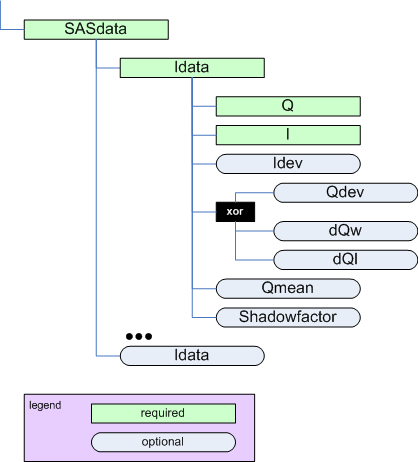 SASdata
Idata
Q
I
Idev
Qdev
xor
dQw
dQl
Qmean
Shadowfactor
Idata
legend
required
optional